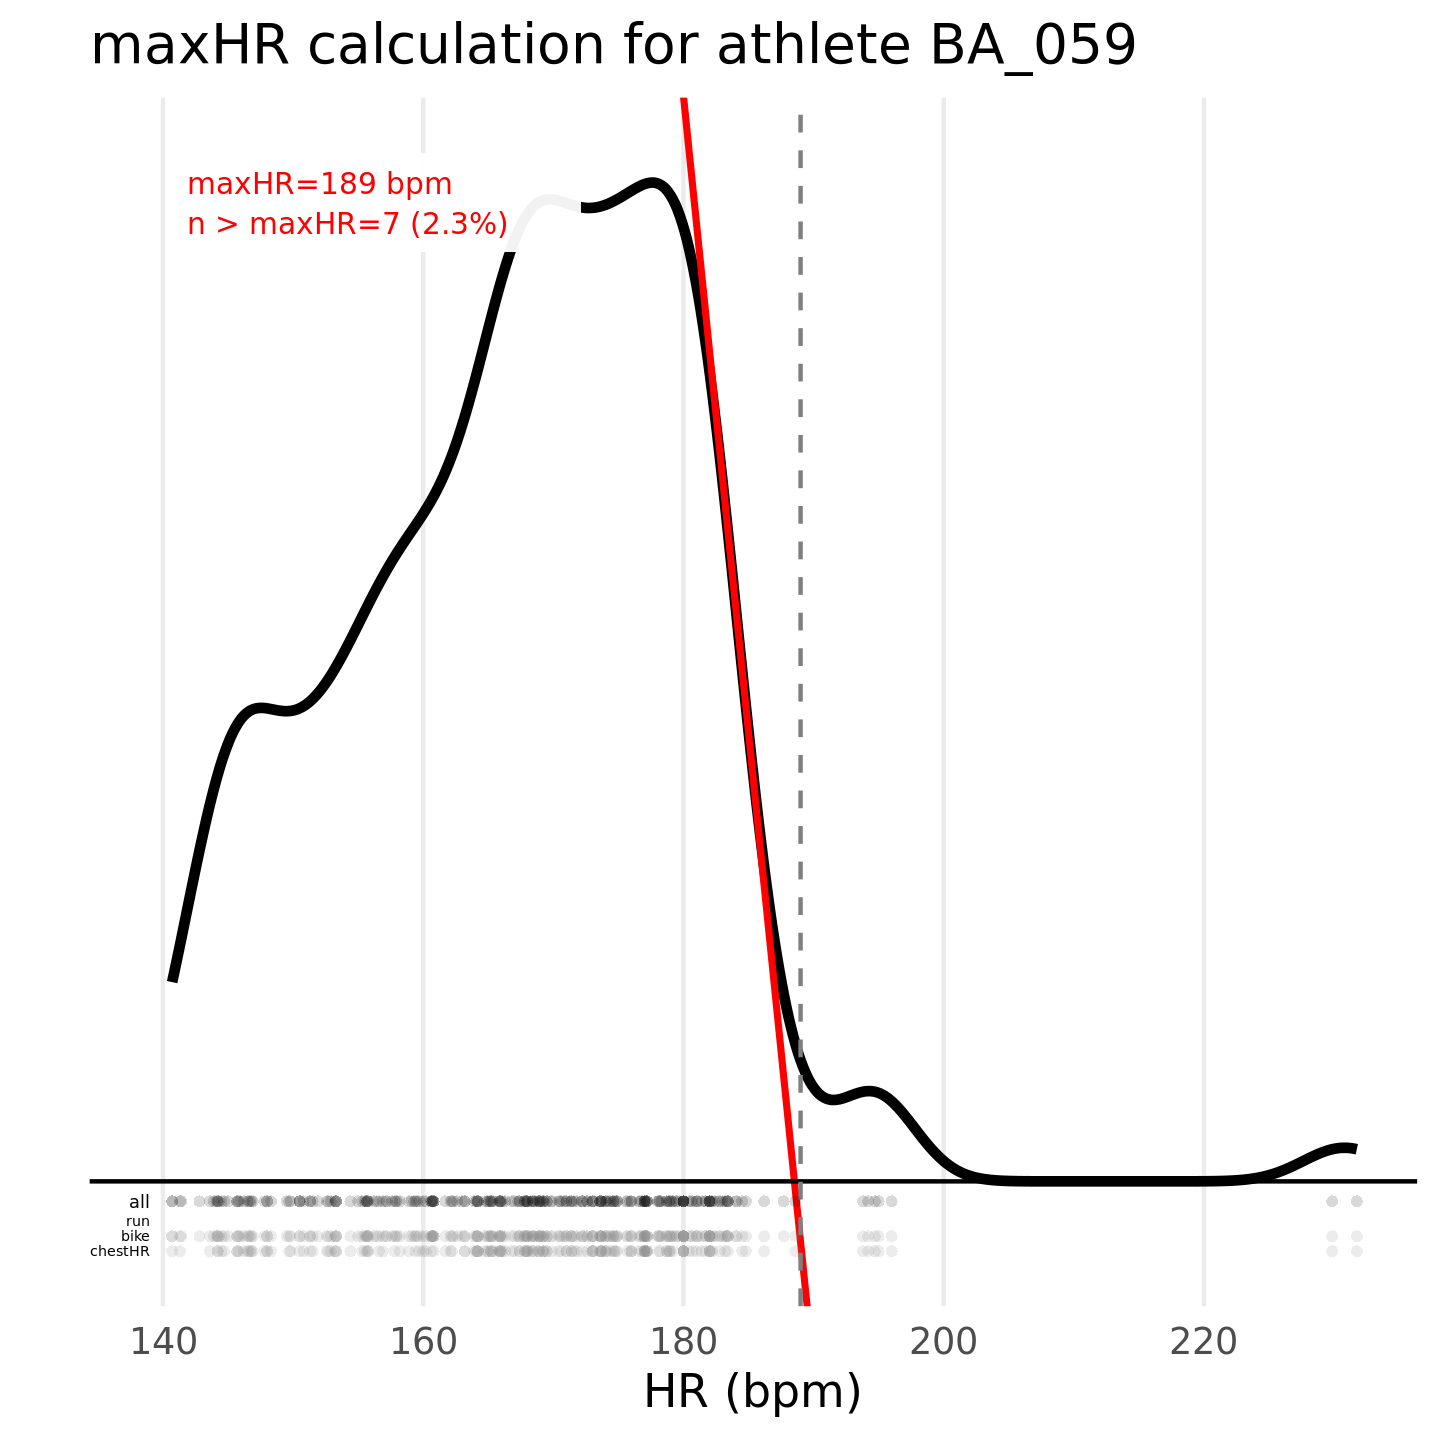 maxHR calculation for athlete BA_059
maxHR=189 bpm
n > maxHR=7 (2.3%)
all
run
bike
chestHR
140 160 180 200 220
HR (bpm)